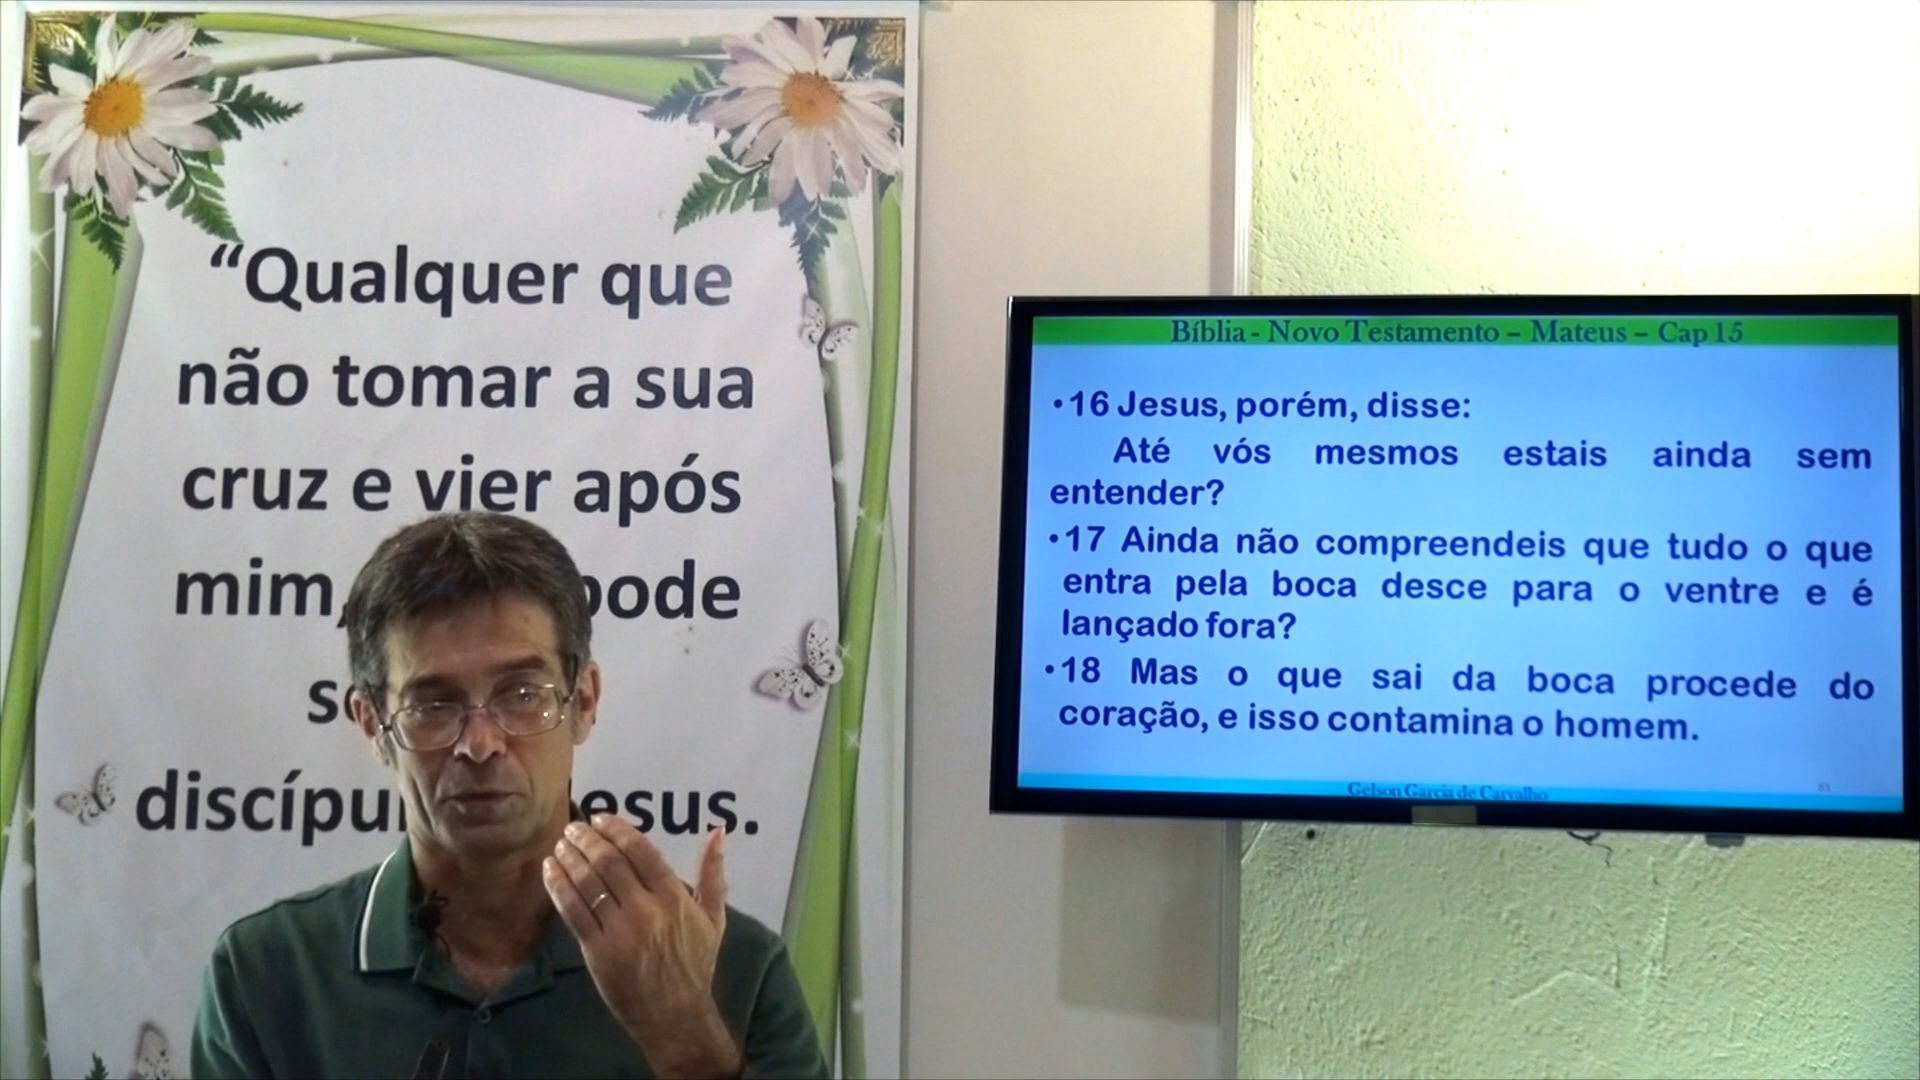 “Qualquer que
não tomar a sua
cruz e vier após
mim, pode
discípu esus.
Bíblia - Novo Testamento – Mateus – Cap 15
•16 Jesus, porém, disse:
Até vós mesmos estais ainda sem
entender?
•17 Ainda não compreendeis que tudo o que
entra pela boca desce para o ventre e é
lançado fora?
•18 Mas o que sai da boca procede do
coração, e isso contamina o homem.
Gelson Garcia de Carvalho